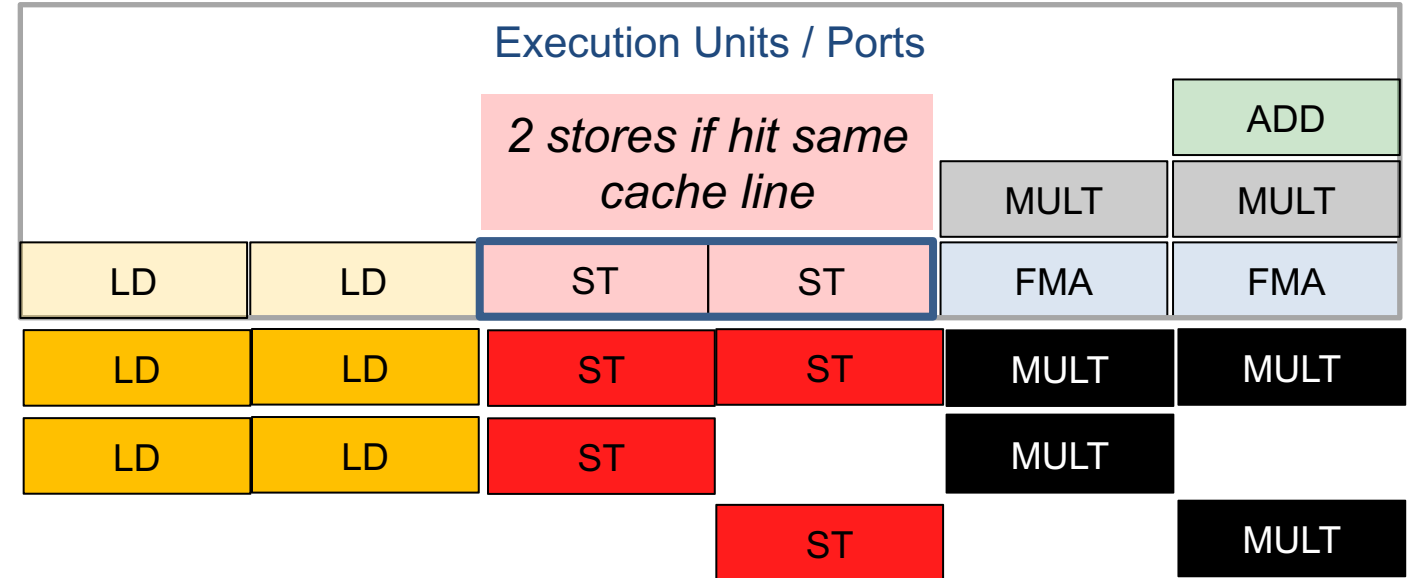 Execution Units / Ports
ADD
2 stores if hit same
cache line
MULT MULT
LD LD ST ST FMA FMA
LD LD ST ST MULT MULT
LD LD ST MULT
ST MULT